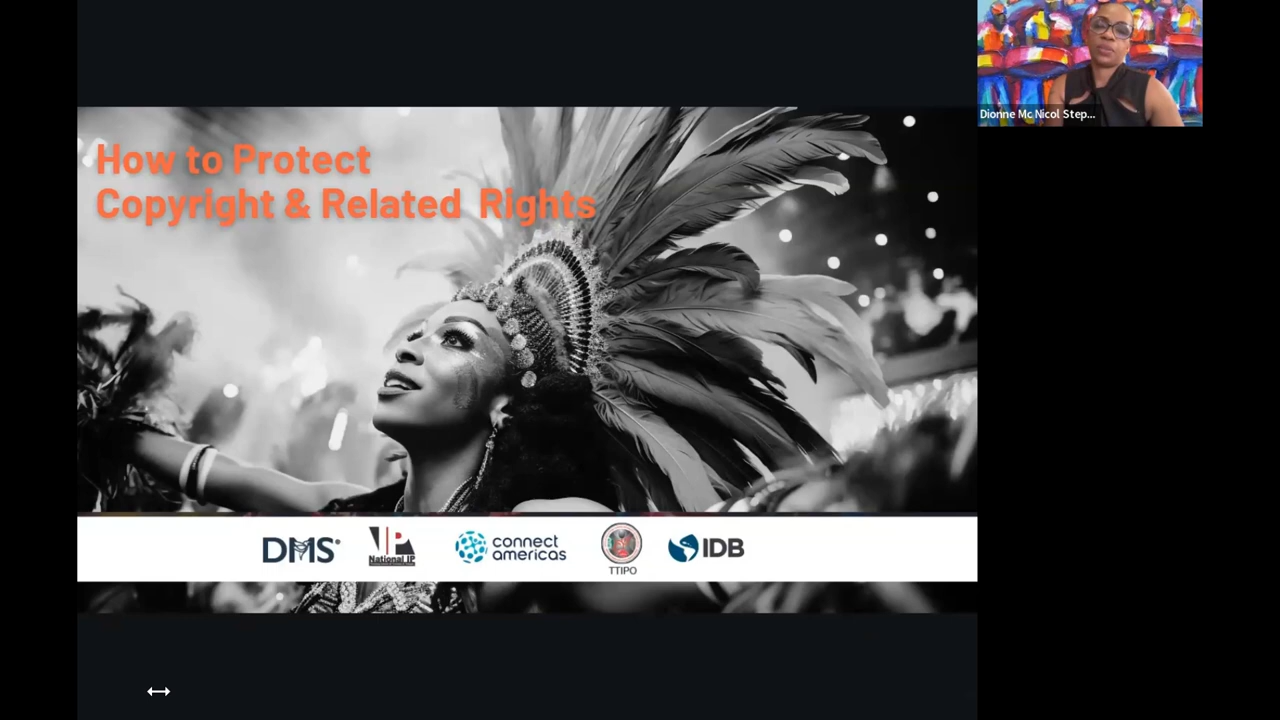 How to Protect
Copyright & Related Rights
Dionne Mc Nicol Step...
DMS
National IP
connect
americas
TTIPO
IDB